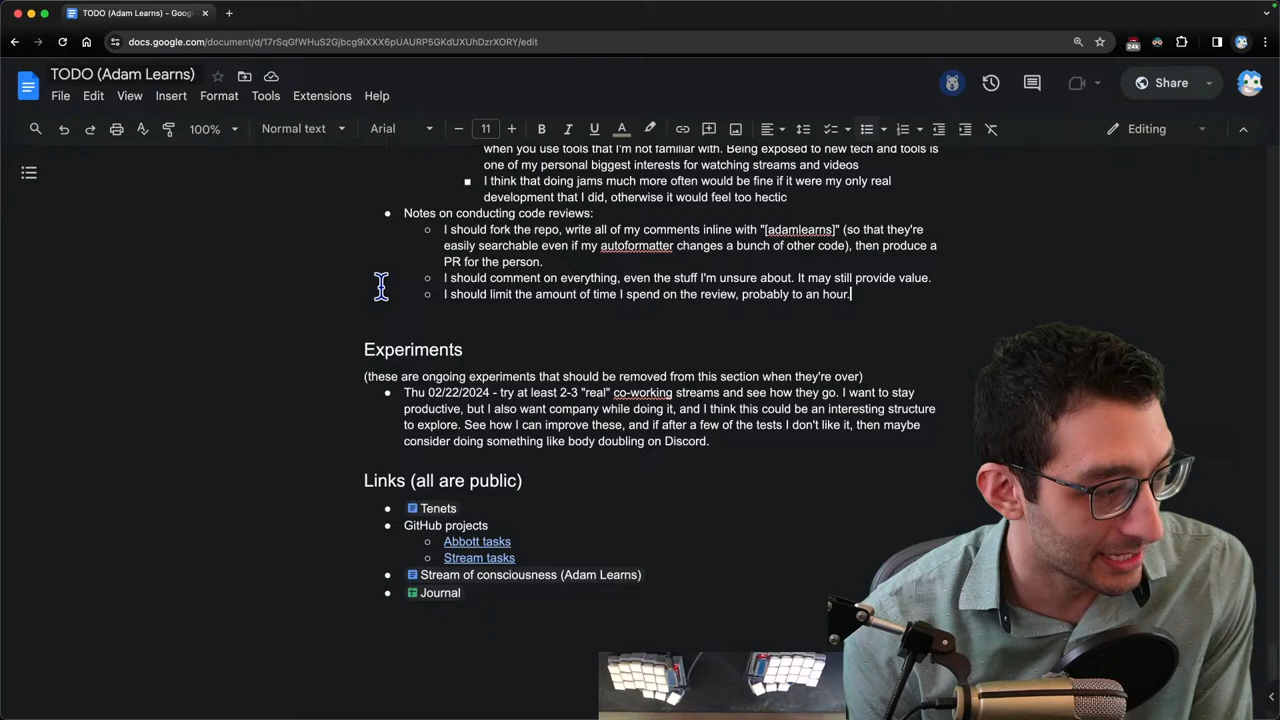 TODO (Adam Learns) - Goog
docs.google.com/document/d/17rSqGfWHuS2Gjbcg9iXXX6pUAURP5GKdUXUhDzrXORY/edit
24k
TODO (Adam Learns)
File Edit View Insert Format Tools Extensions Help
Share
100% Normal text Arial 11 Editing
when you use tools that I'm not familiar with. Being exposed to new tech and tools is
one of my personal biggest interests for watching streams and videos
I think that doing jams much more often would be fine if it were my only real
development that I did, otherwise it would feel too hectic
Notes on conducting code reviews:
I should fork the repo, write all of my comments inline with "[adamlearns]" (so that they're
easily searchable even if my autoformatter changes a bunch of other code), then produce a
PR for the person.
I should comment on everything, even the stuff I'm unsure about. It may still provide value.
I should limit the amount of time I spend on the review, probably to an hour.
Experiments
(these are ongoing experiments that should be removed from this section when they're over)
Thu 02/22/2024 - try at least 2-3 "real" co-working streams and see how they go. I want to stay
productive, but I also want company while doing it, and I think this could be an interesting structure
to explore. See how I can improve these, and if after a few of the tests I don't like it, then maybe
consider doing something like body doubling on Discord.
Links (all are public)
Tenets
GitHub projects
Abbott tasks
Stream tasks
Stream of consciousness (Adam Learns)
Journal